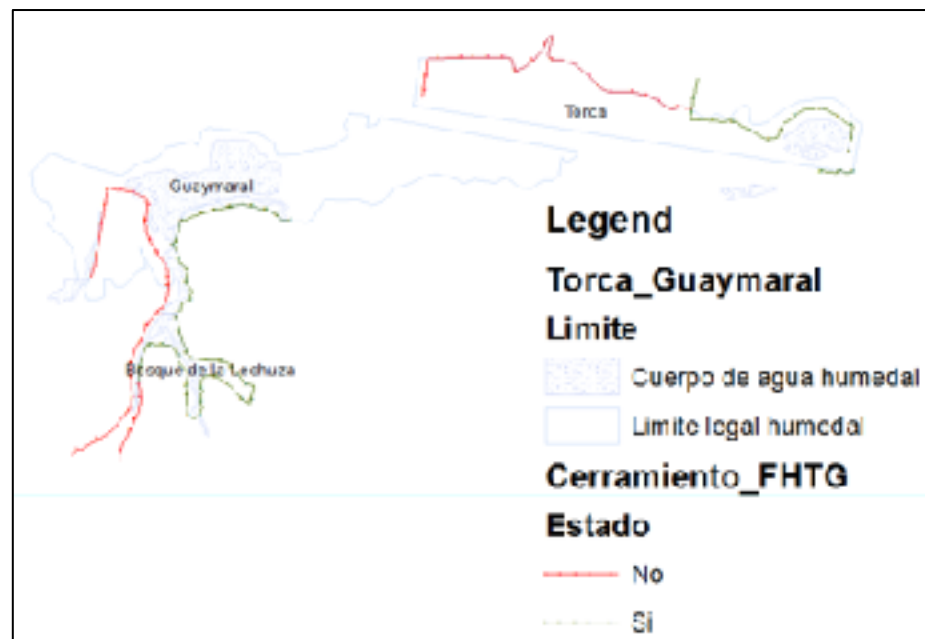 Torca
Guaymaral
Bosque de la Lechuza
Legend
Torca_Guaymaral
Limite
Cuerpo de agua humedal
Limite legal humedal
Cerramiento_FHTG
Estado
No
Si